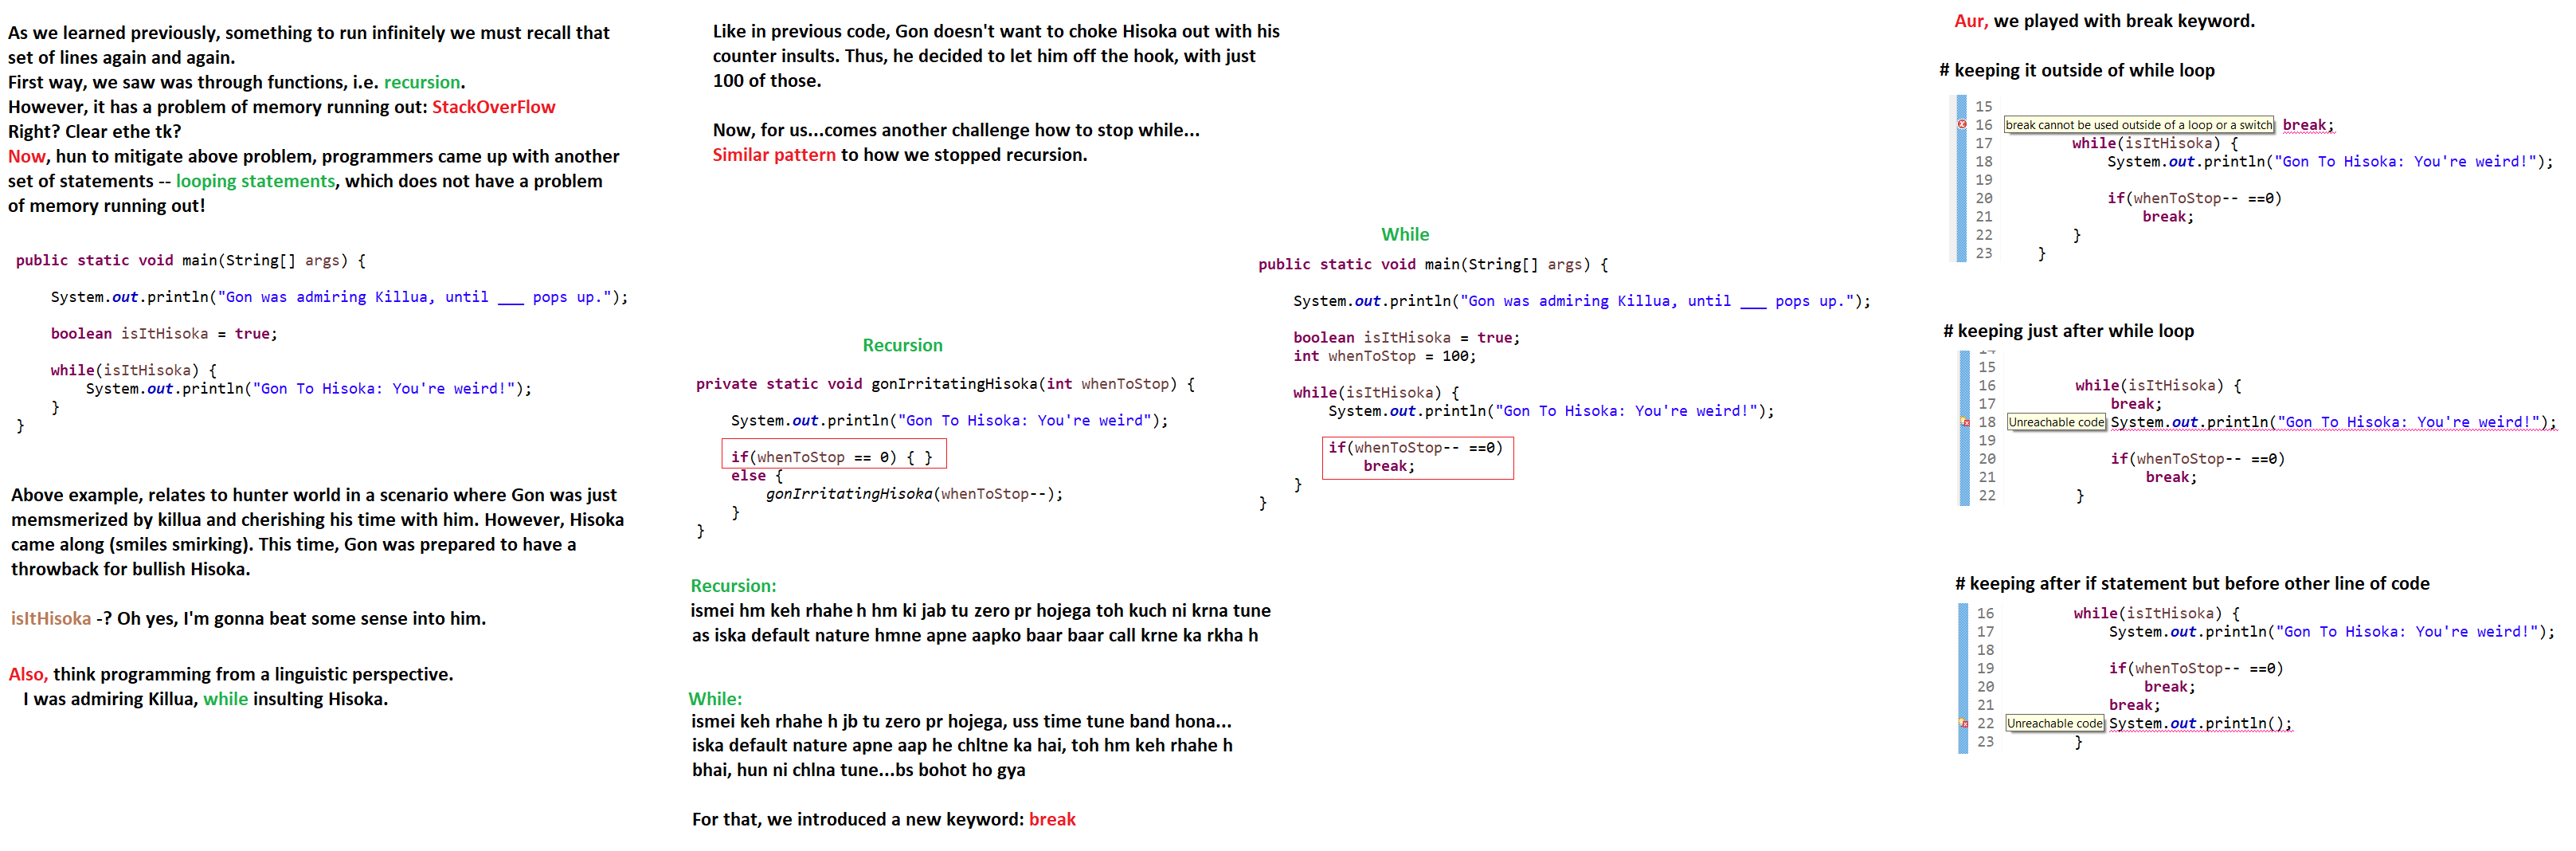 As we learned previously, something to run infinitely we must recall that
set of lines again and again.
First way, we saw was through functions, i.e. recursion.
However, it has a problem of memory running out: StackOverFlow
Right? Clear ethe tk?
Now, hun to mitigate above problem, programmers came up with another
set of statements -- looping statements, which does not have a problem
of memory running out!
public static void main(String[] args) {
System.out.println("Gon was admiring Killua, until ___ pops up.");
boolean isItHisoka = true;
while(isItHisoka) {
System.out.println("Gon To Hisoka: You're weird!");
}
}
Above example, relates to hunter world in a scenario where Gon was just
memsmerized by killua and cherishing his time with him. However, Hisoka
came along (smiles smirking). This time, Gon was prepared to have a
throwback for bullish Hisoka.
isItHisoka -? Oh yes, I'm gonna beat some sense into him.
Also, think programming from a linguistic perspective.
I was admiring Killua, while insulting Hisoka.
Like in previous code, Gon doesn't want to choke Hisoka out with his
counter insults. Thus, he decided to let him off the hook, with just
100 of those.
Now, for us...comes another challenge how to stop while...
Similar pattern to how we stopped recursion.
Recursion
private static void gonIrritatingHisoka(int whenToStop) {
System.out.println("Gon To Hisoka: You're weird");
if(whenToStop == 0) { }
else {
gonIrritatingHisoka(whenToStop--);
}
}
While
public static void main(String[] args) {
System.out.println("Gon was admiring Killua, until ___ pops up.");
boolean isItHisoka = true;
int whenToStop = 100;
while(isItHisoka) {
System.out.println("Gon To Hisoka: You're weird!");
if(whenToStop-- ==0)
break;
}
}
Recursion:
ismei hm keh rhahe h hm ki jab tu zero pr hojega toh kuch ni krna tune
as iska default nature hmne apne aapko baar baar call krne ka rkha h
While:
ismei keh rhahe h jb tu zero pr hojega, uss time tune band hona...
iska default nature apne aap he chltne ka hai, toh hm keh rhahe h
bhai, hun ni chlna tune...bs bohot ho gya
For that, we introduced a new keyword: break
Aur, we played with break keyword.
# keeping it outside of while loop
15
16 break cannot be used outside of a loop or a switch break;
17 while(isItHisoka) {
18 System.out.println("Gon To Hisoka: You're weird!");
19
20 if(whenToStop-- ==0)
21 break;
22 }
23 }
# keeping just after while loop
14
15
16 while(isItHisoka) {
17 break;
18 Unreachable code System.out.println("Gon To Hisoka: You're weird!");
19
20 if(whenToStop-- ==0)
21 break;
22 }
# keeping after if statement but before other line of code
16 while(isItHisoka) {
17 System.out.println("Gon To Hisoka: You're weird!");
18
19 if(whenToStop-- ==0)
20 break;
21 break;
22 Unreachable code System.out.println();
23 }